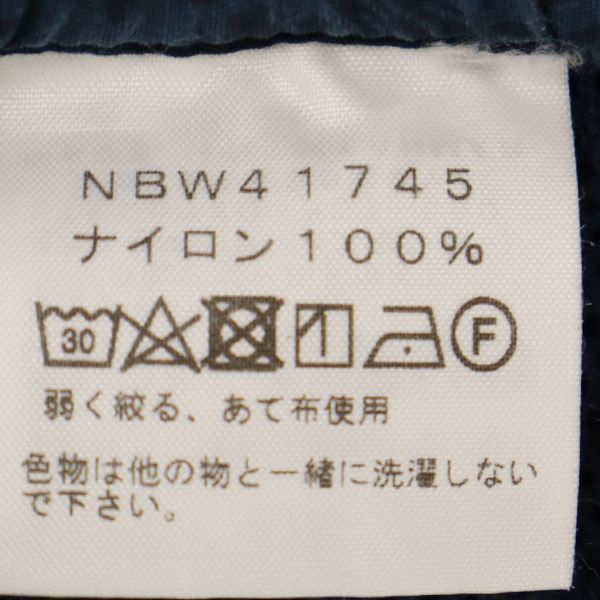 NBW41745
ナイロン100%
30 F
弱く絞る、あて布使用
色物は他の物と一緒に洗濯しない
で下さい。